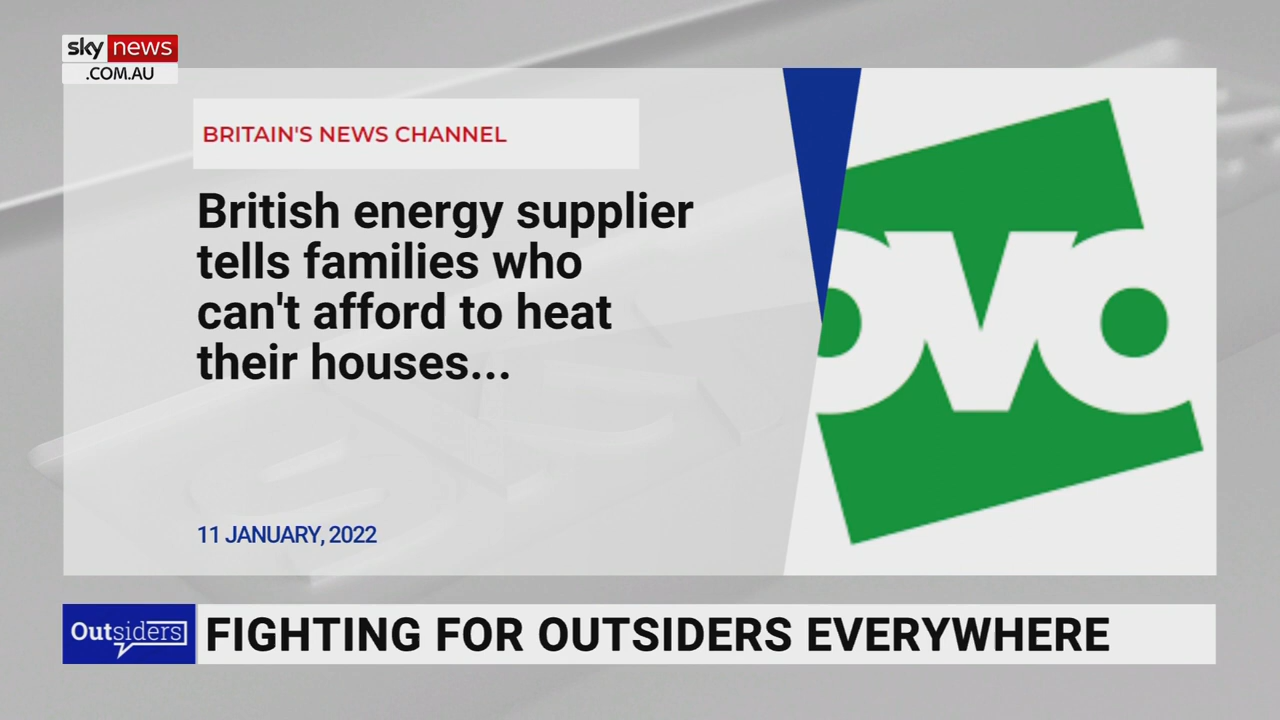 sky news
.COM.AU
BRITAIN'S NEWS CHANNEL
British energy supplier
tells families who
can't afford to heat
their houses...
11 JANUARY, 2022
ovo
Outsiders
FIGHTING FOR OUTSIDERS EVERYWHERE